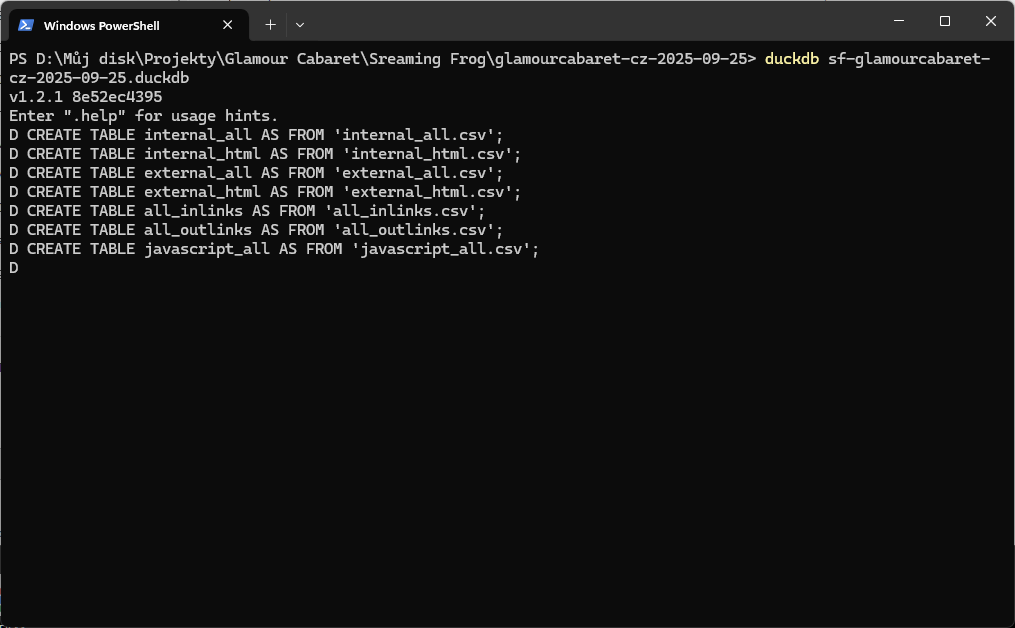 Windows PowerShell
PS D:\Můj disk\Projekty\Glamour Cabaret\Sreaming Frog\glamourcabaret-cz-2025-09-25> duckdb sf-glamourcabaret-
cz-2025-09-25.duckdb
v1.2.1 8e52ec4395
Enter ".help" for usage hints.
D CREATE TABLE internal_all AS FROM 'internal_all.csv';
D CREATE TABLE internal_html AS FROM 'internal_html.csv';
D CREATE TABLE external_all AS FROM 'external_all.csv';
D CREATE TABLE external_html AS FROM 'external_html.csv';
D CREATE TABLE all_inlinks AS FROM 'all_inlinks.csv';
D CREATE TABLE all_outlinks AS FROM 'all_outlinks.csv';
D CREATE TABLE javascript_all AS FROM 'javascript_all.csv';
D